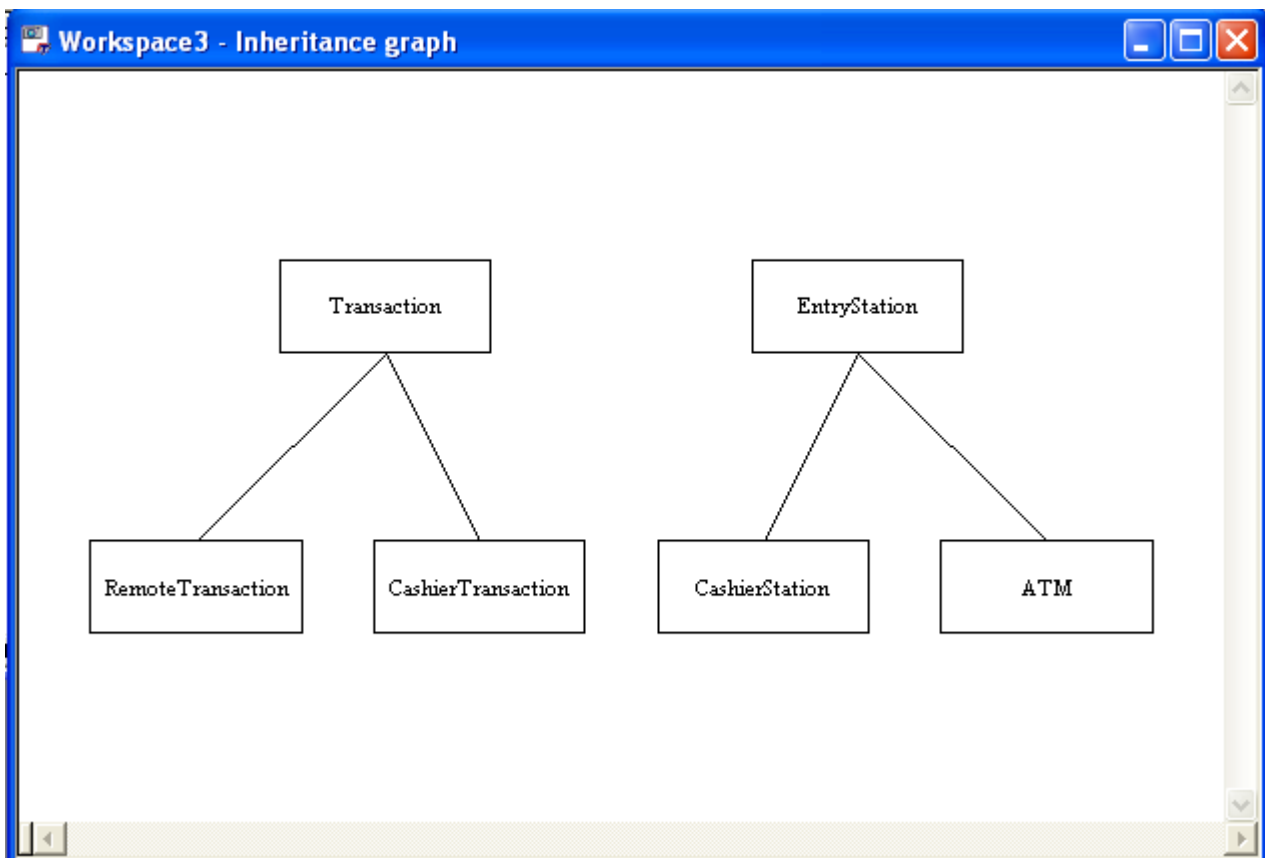 Workspace3 - Inheritance graph
Transaction
EntryStation
RemoteTransaction
CashierTransaction
CashierStation
ATM